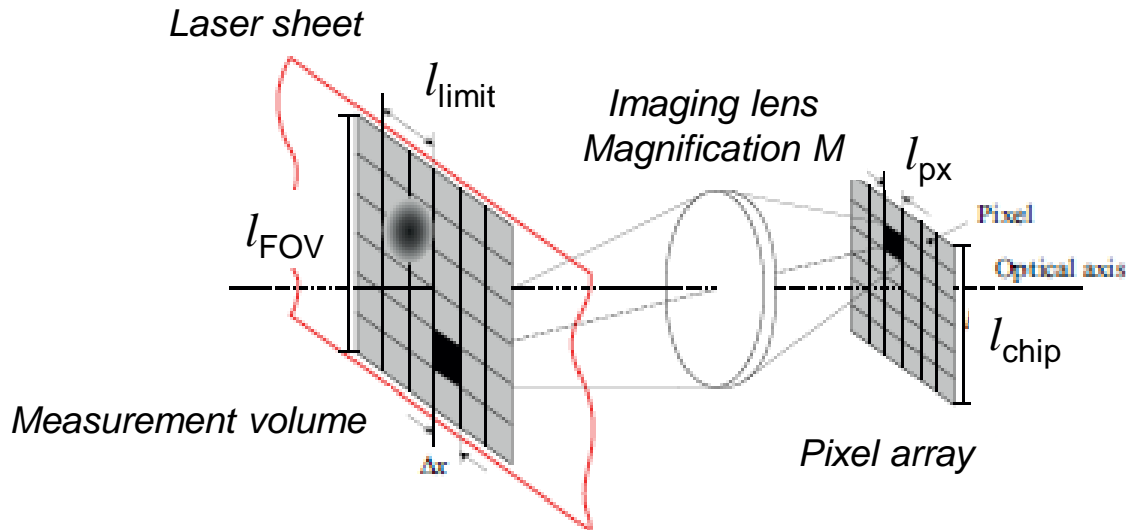 Laser sheet
l_limit
Imaging lens
Magnification M
l_px
Pixel
l_FOV
Optical axis
l_chip
Measurement volume
Δx
Pixel array